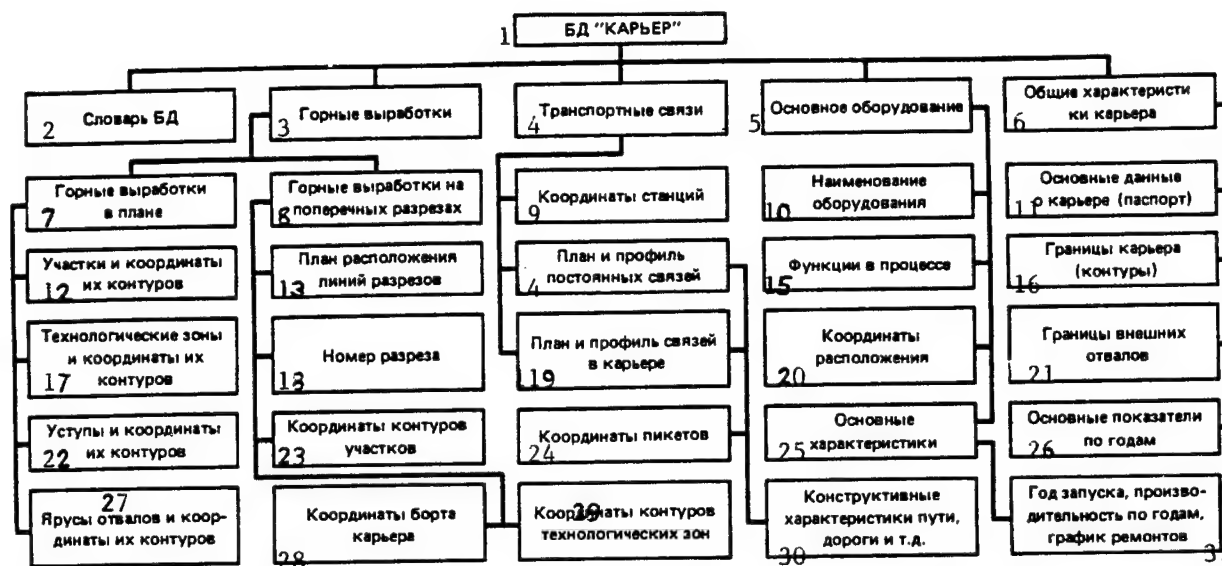 1 БД "КАРЬЕР"
2 Словарь БД
3 Горные выработки
4 Транспортные связи
5 Основное оборудование
Общие характеристи
6 ки карьера
Горные выработки
7 в плане
Горные выработки на
8 поперечных разрезах
Координаты станций
9
Наименование
10 оборудования
Основные данные
11 о карьере (паспорт)
Участки и координаты
12 их контуров
План расположения
13 линий разрезов
План и профиль
4 постоянных связей
Функции в процессе
15
Границы карьера
(контуры)
16
Технологические зоны
и координаты их
17 контуров
Номер разреза
18
План и профиль связей
19 в карьере
Координаты
расположения
20
Границы внешних
отвалов
21
Уступы и координаты
22 их контуров
Координаты контуров
23 участков
Координаты пикетов
24
Основные
25 характеристики
Основные показатели
26 по годам
27
Ярусы отвалов и коор-
динаты их контуров
Координаты борта
карьера
28
29
Координаты контуров
технологических зон
Конструктивные
характеристики пути,
дороги и т.д.
30
Год запуска, произво-
дительность по годам,
график ремонтов
3